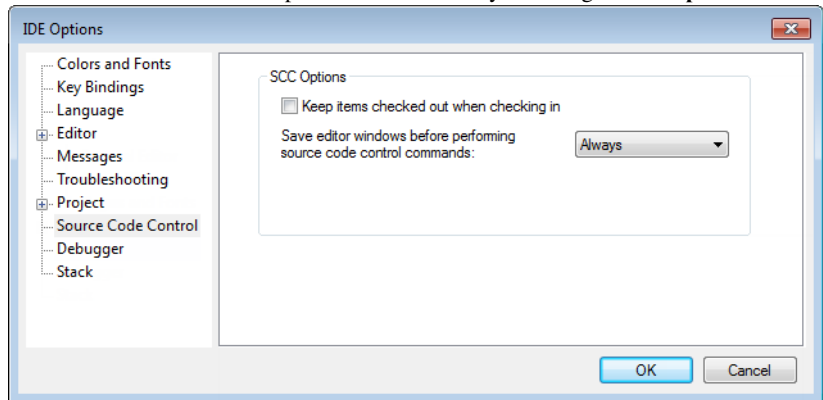 IDE Options
Colors and Fonts
Key Bindings
Language
Editor
Messages
Troubleshooting
Project
Source Code Control
Debugger
Stack
SCC Options
Keep items checked out when checking in
Save editor windows before performing
source code control commands:
Always
OK
Cancel